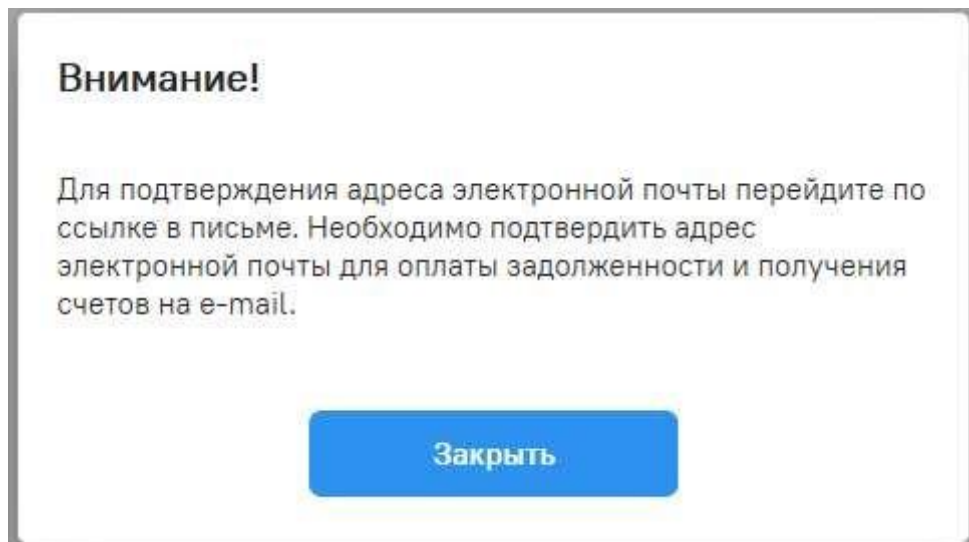 Внимание!
Для подтверждения адреса электронной почты перейдите по
ссылке в письме. Необходимо подтвердить адрес
электронной почты для оплаты задолженности и получения
счетов на e-mail.
Закрыть